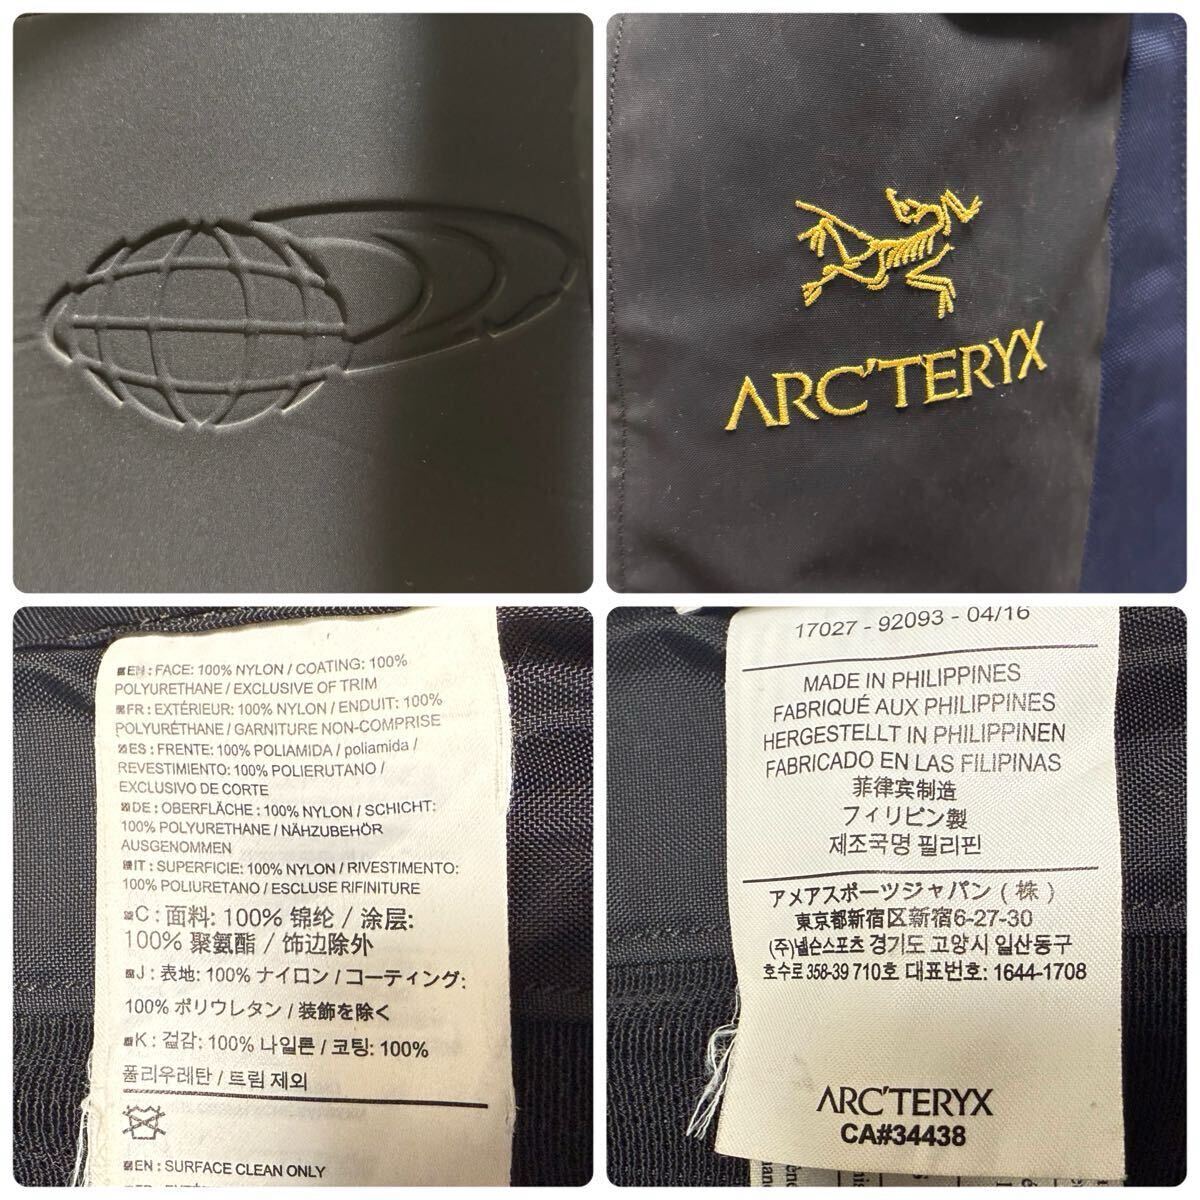 ARC'TERYX
EN : FACE: 100% NYLON / COATING: 100%
POLYURETHANE / EXCLUSIVE OF TRIM
FR : EXTÉRIEUR: 100% NYLON / ENDUIT: 100%
POLYURÉTHANE / GARNITURE NON-COMPRISE
ES : FRENTE: 100% POLIAMIDA / poliamida /
REVESTIMIENTO: 100% POLIERUTANO /
EXCLUSIVO DE CORTE
DE : OBERFLÄCHE : 100% NYLON / SCHICHT:
100% POLYURETHANE / NÄHZUBEHÖR
AUSGENOMMEN
IT : SUPERFICIE: 100% NYLON / RIVESTIMENTO:
100% POLIURETANO / ESCLUSE RIFINITURE
C : 面料: 100% 锦纶 / 涂层:
100% 聚氨酯 / 饰边除外
J : 表地: 100% ナイロン / コーティング:
100% ポリウレタン / 装飾を除く
K : 겉감: 100% 나일론 / 코팅: 100%
폴리우레탄 / 트림 제외
EN : SURFACE CLEAN ONLY
17027 - 92093 - 04/16
MADE IN PHILIPPINES
FABRIQUÉ AUX PHILIPPINES
HERGESTELLT IN PHILIPPINEN
FABRICADO EN LAS FILIPINAS
菲律宾制造
フィリピン製
제조국명 필리핀
アメアスポーツジャパン ( 株 )
東京都新宿区新宿6-27-30
(주)넬슨스포츠 경기도 고양시 일산동구
호수로 358-39 710호 대표번호: 1644-1708
ARC'TERYX
CA#34438